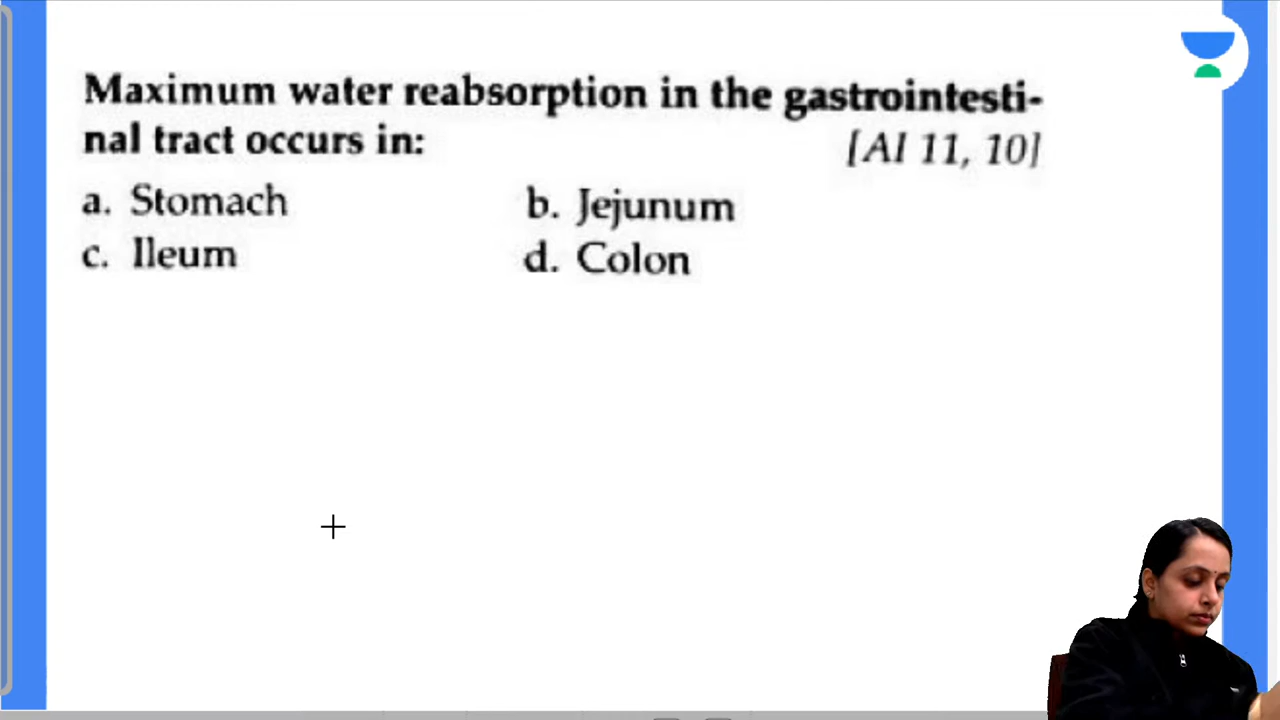 Maximum water reabsorption in the gastrointesti-
nal tract occurs in: [AI 11, 10]
a. Stomach b. Jejunum
c. Ileum d. Colon